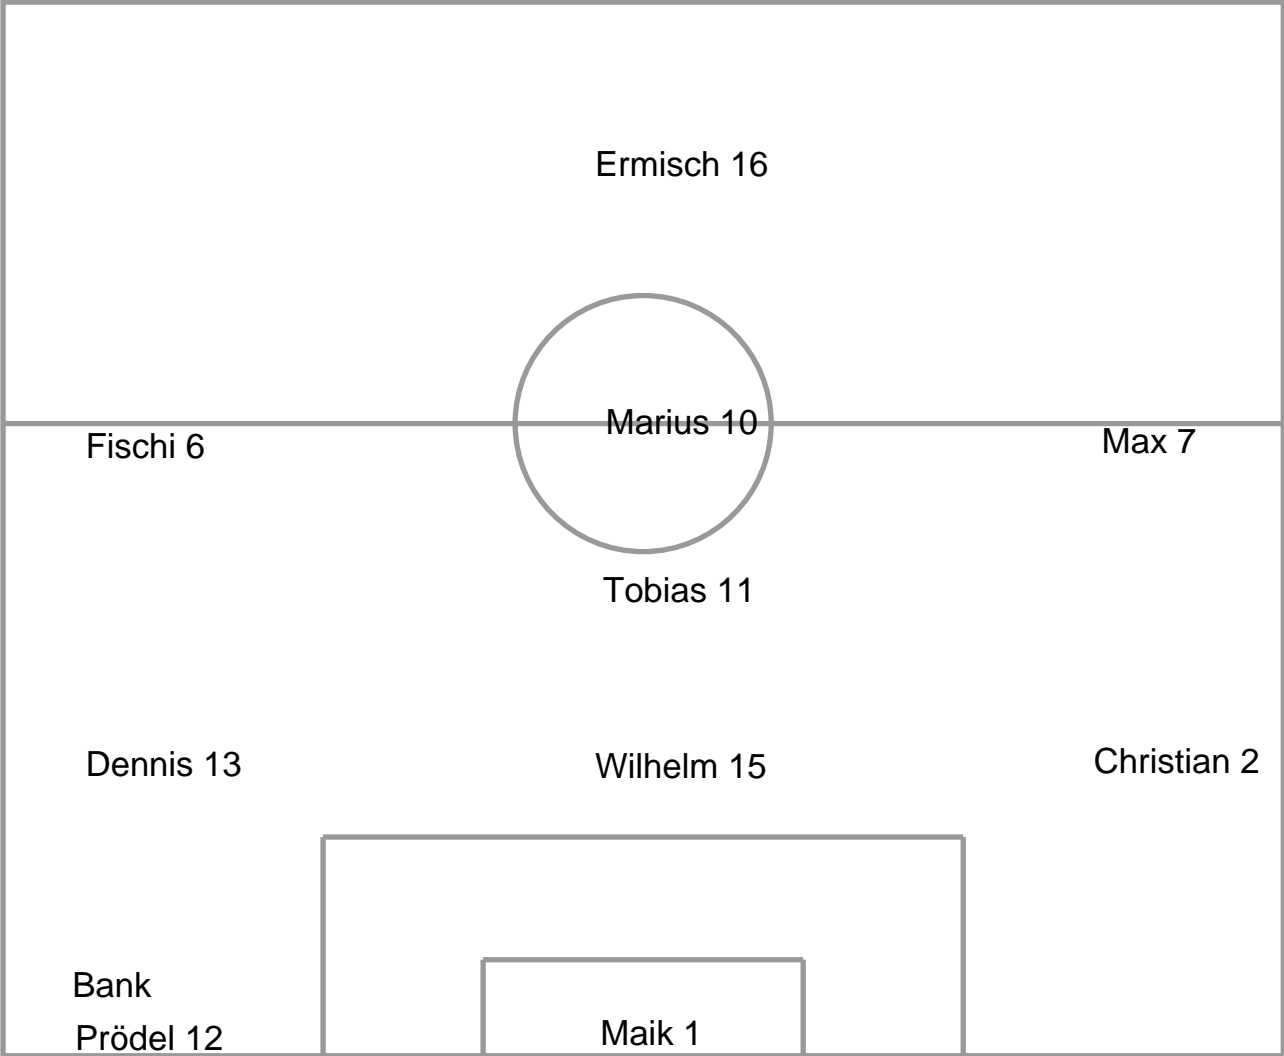 Ermisch 16
Marius 10
Fischi 6
Max 7
Tobias 11
Dennis 13
Wilhelm 15
Christian 2
Bank
Prödel 12
Maik 1